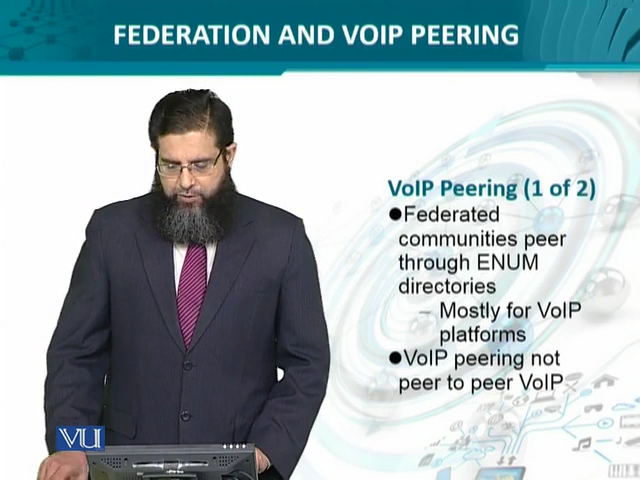 FEDERATION AND VOIP PEERING
VoIP Peering (1 of 2)
●Federated
communities peer
through ENUM
directories
– Mostly for VoIP
platforms
●VoIP peering not
peer to peer VoIP
VU